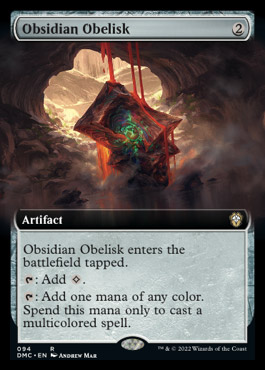 Obsidian Obelisk 2
Artifact
Obsidian Obelisk enters the
battlefield tapped.
: Add .
: Add one mana of any color.
Spend this mana only to cast a
multicolored spell.
094 R
DMC • EN Andrew Mar
™ & © 2022 Wizards of the Coast